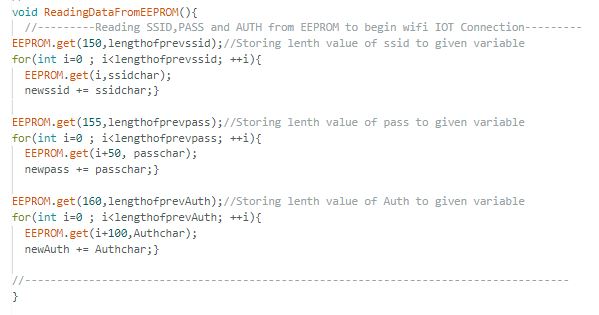 void ReadingDataFromEEPROM(){
//---------Reading SSID,PASS and AUTH from EEPROM to begin wifi IOT Connection---------
EEPROM.get(150,lengthofprevssid);//Storing lenth value of ssid to given variable
for(int i=0 ; i<lengthofprevssid; ++i){
EEPROM.get(i,ssidchar);
newssid += ssidchar;}
EEPROM.get(155,lengthofprevpass);//Storing lenth value of pass to given variable
for(int i=0 ; i<lengthofprevpass; ++i){
EEPROM.get(i+50, passchar);
newpass += passchar;}
EEPROM.get(160,lengthofprevAuth);//Storing lenth value of Auth to given variable
for(int i=0 ; i<lengthofprevAuth; ++i){
EEPROM.get(i+100,Authchar);
newAuth += Authchar;}
//--------------------------------------------------------------------------------------
}